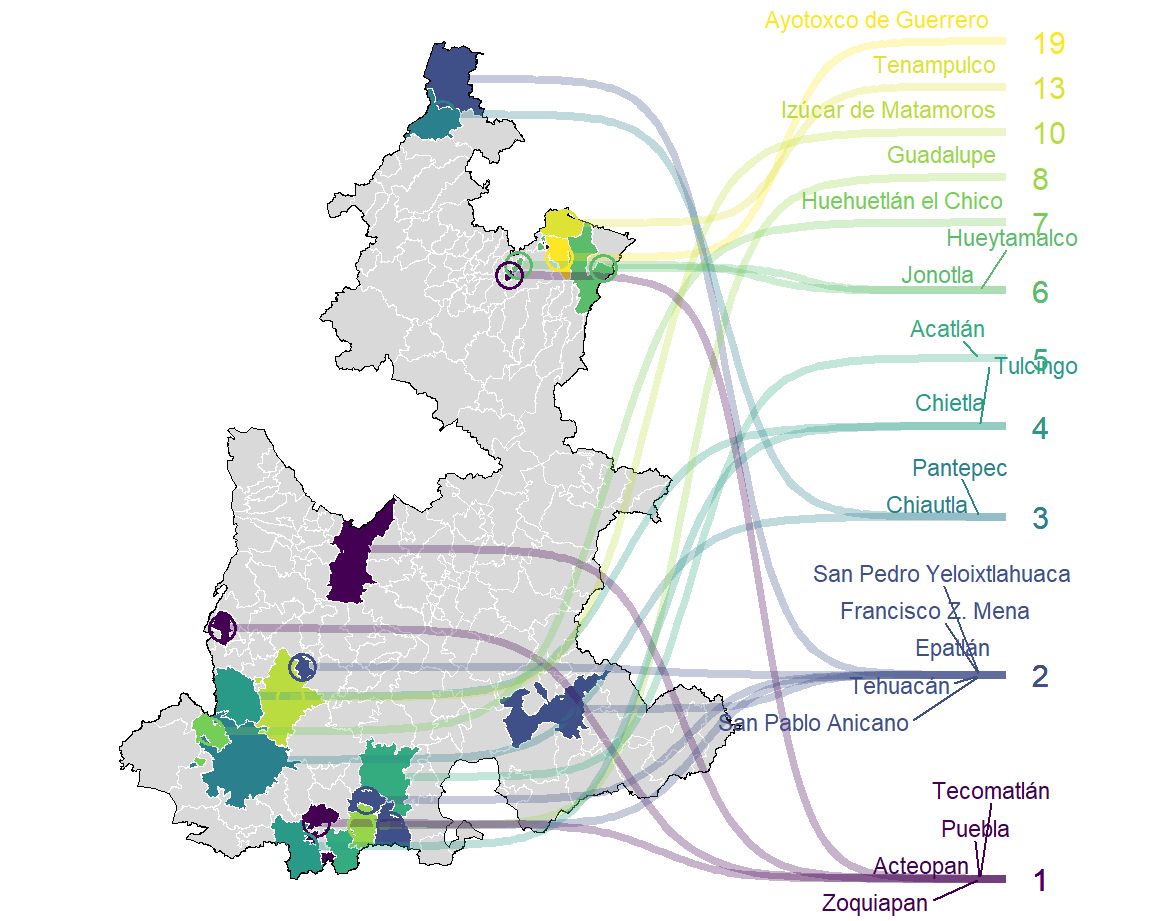 Ayotoxco de Guerrero
19
Tenampulco
13
Izúcar de Matamoros
10
Guadalupe
8
Huehuetlán el Chico
7
Hueytamalco
Jonotla
6
Acatlán
5
Tulcingo
Chietla
4
Pantepec
Chiautla
3
San Pedro Yeloixtlahuaca
Francisco Z. Mena
Epatlán
2
Tehuacán
San Pablo Anicano
Tecomatlán
Puebla
Acteopan
1
Zoquiapan